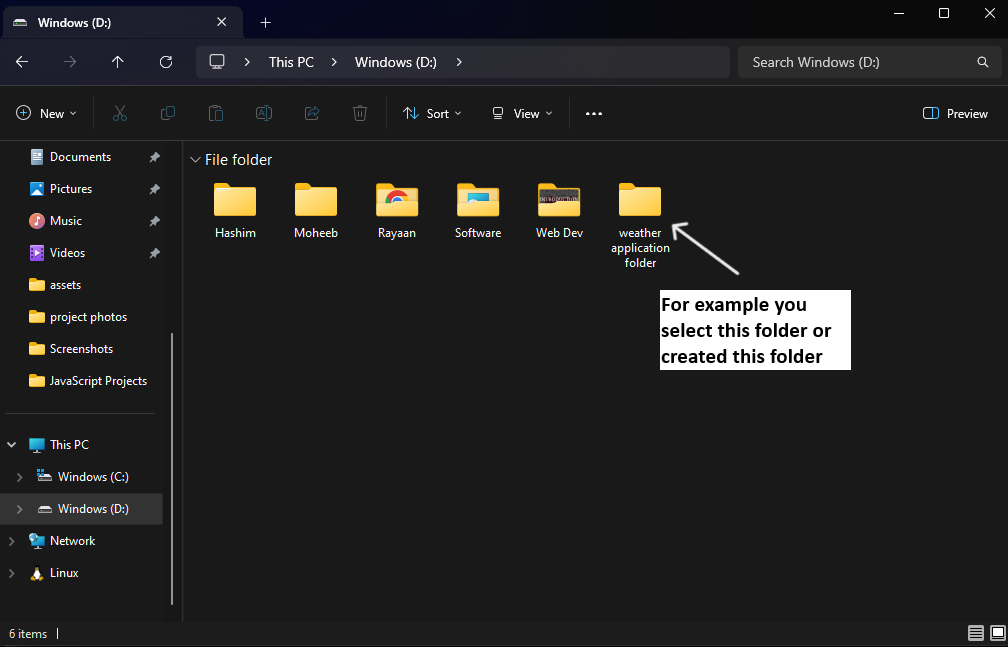 Windows (D:)
This PC
Windows (D:)
Search Windows (D:)
New
Sort
View
Preview
Documents
Pictures
Music
Videos
assets
project photos
Screenshots
JavaScript Projects
This PC
Windows (C:)
Windows (D:)
Network
Linux
File folder
Hashim
Moheeb
Rayaan
Software
INTRODUCTION
Web Dev
weather
application
folder
For example you
select this folder or
created this folder
6 items